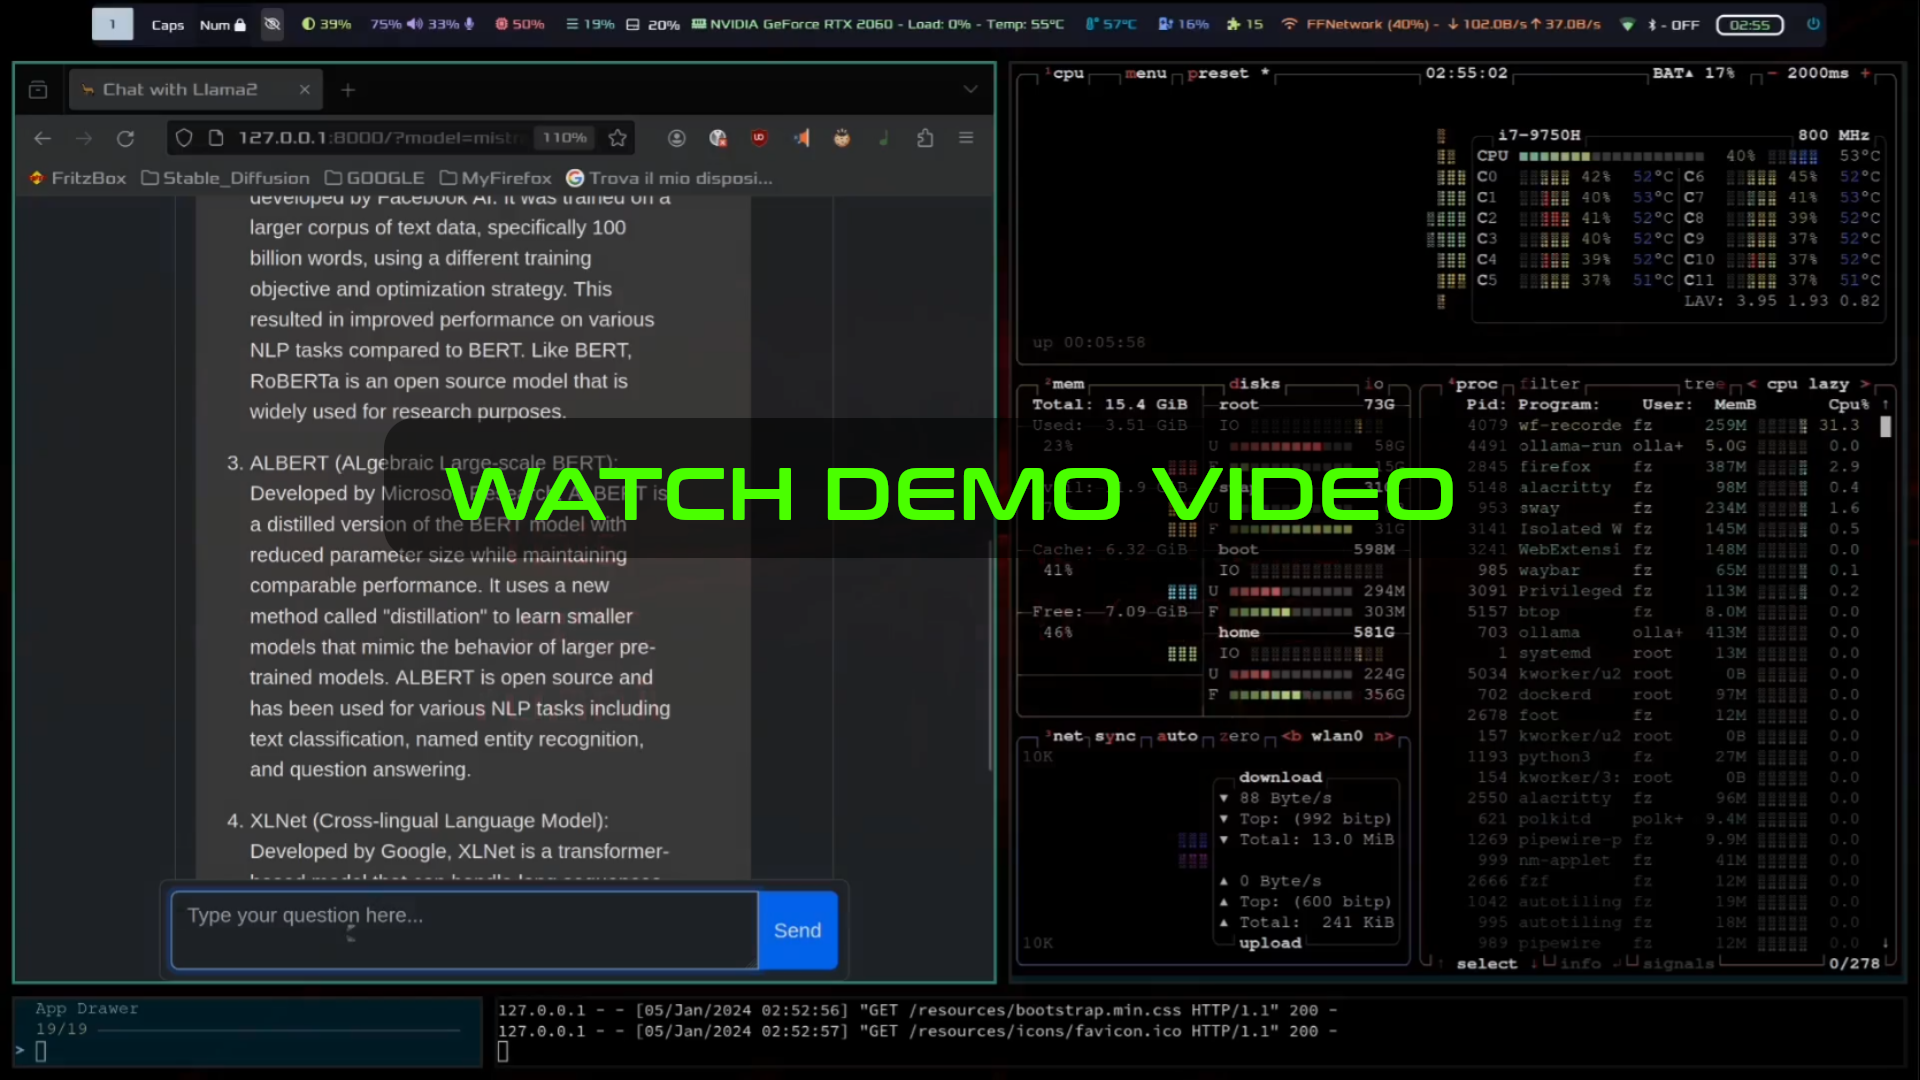 1 Caps Num 39% 75% 33% 50% 19% 20% NVIDIA GeForce RTX 2060 - Load: 0% - Temp: 55°C 57°C 16% 15 FFNetwork (40%) - ↓ 102.0B/s ↑ 37.0B/s - OFF 02:55
Chat with Llama2
127.0.0.1:8000/?model=mistr 110%
FritzBox Stable_Diffusion GOOGLE MyFirefox Trova il mio disposi...
developed by Facebook AI. It was trained on a
larger corpus of text data, specifically 100
billion words, using a different training
objective and optimization strategy. This
resulted in improved performance on various
NLP tasks compared to BERT. Like BERT,
RoBERTa is an open source model that is
widely used for research purposes.
3. ALBERT (ALgebraic Large-scale BERT):
Developed by Microsoft Research, ALBERT is
a distilled version of the BERT model with
reduced parameter size while maintaining
comparable performance. It uses a new
method called "distillation" to learn smaller
models that mimic the behavior of larger pre-
trained models. ALBERT is open source and
has been used for various NLP tasks including
text classification, named entity recognition,
and question answering.
4. XLNet (Cross-lingual Language Model):
Developed by Google, XLNet is a transformer-
Type your question here...
Send
WATCH DEMO VIDEO
¹cpu menu preset * 02:55:02 BAT▲ 17% - 2000ms +
i7-9750H 800 MHz
CPU 40% 53°C
C0 42% 52°C C6 45% 52°C
C1 40% 53°C C7 41% 53°C
C2 41% 52°C C8 39% 52°C
C3 40% 52°C C9 37% 52°C
C4 39% 52°C C10 37% 52°C
C5 37% 51°C C11 37% 51°C
LAV: 3.95 1.93 0.82
up 00:05:58
²mem disks io
Total: 15.4 GiB root 73G
Used: 3.51 GiB IO
23% U 58G
F 15G
31G
F 31G
Cache: 6.32 GiB boot 598M
41% IO
U 294M
Free: 7.09 GiB F 303M
46% home 581G
IO
U 224G
F 356G
³net sync auto zero <b wlan0 n>
10K
download
▼ 88 Byte/s
▼ Top: (992 bitp)
▼ Total: 13.0 MiB
▲ 0 Byte/s
▲ Top: (600 bitp)
▲ Total: 241 KiB
10K upload
⁴proc filter tree < cpu lazy >
Pid: Program: User: MemB Cpu% ↑
4079 wf-recorde fz 259M 31.3
4491 ollama-run olla+ 5.0G 0.0
2845 firefox fz 387M 2.9
5148 alacritty fz 98M 0.4
953 sway fz 234M 1.6
3141 Isolated W fz 145M 0.5
3241 WebExtensi fz 148M 0.0
985 waybar fz 65M 0.1
3091 Privileged fz 113M 0.2
5157 btop fz 8.0M 0.0
703 ollama olla+ 413M 0.0
1 systemd root 13M 0.0
5034 kworker/u2 root 0B 0.0
702 dockerd root 97M 0.0
2678 foot fz 12M 0.0
157 kworker/u2 root 0B 0.0
1193 python3 fz 27M 0.0
154 kworker/3: root 0B 0.0
2550 alacritty fz 96M 0.0
621 polkitd polk+ 9.4M 0.0
1269 pipewire-p fz 9.9M 0.0
999 nm-applet fz 41M 0.0
2666 fzf fz 12M 0.0
1042 autotiling fz 19M 0.0
995 autotiling fz 18M 0.0
989 pipewire fz 12M 0.0 ↓
↑ select ↓ info ↵ signals 0/278
App Drawer
19/19
>
127.0.0.1 - - [05/Jan/2024 02:52:56] "GET /resources/bootstrap.min.css HTTP/1.1" 200 -
127.0.0.1 - - [05/Jan/2024 02:52:57] "GET /resources/icons/favicon.ico HTTP/1.1" 200 -